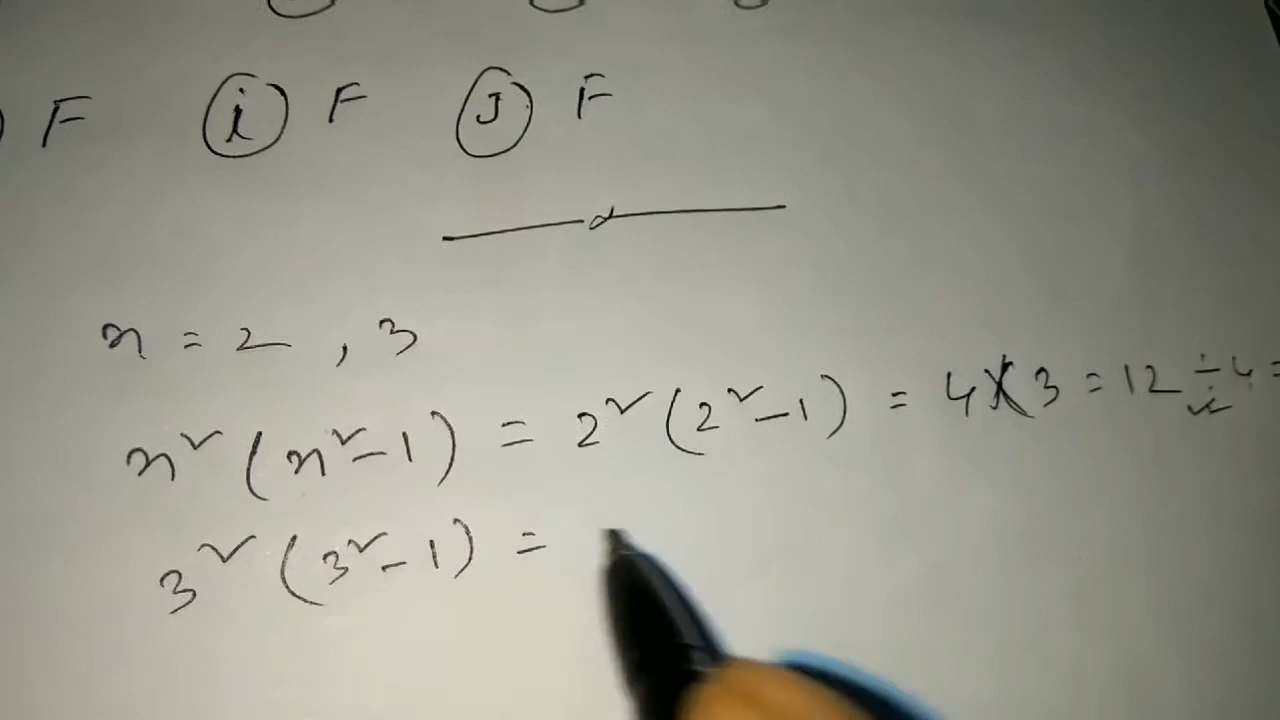 F ⓘ F Ⓙ F
n = 2 , 3
n² (n² - 1) = 2² (2² - 1) = 4 × 3 = 12 ÷ 4 =
3² (3² - 1) =